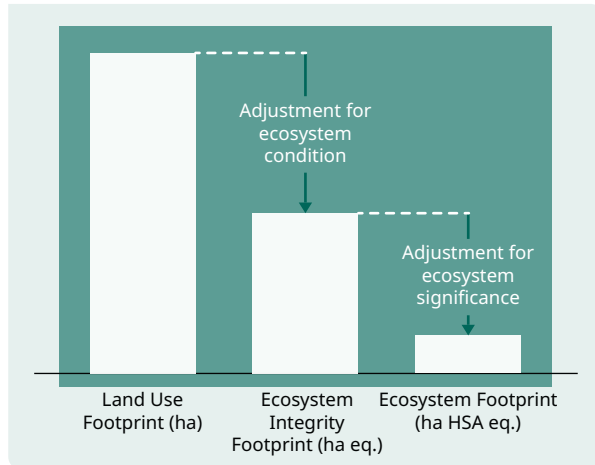 Adjustment for
ecosystem
condition
Adjustment for
ecosystem
significance
Land Use
Footprint (ha)
Ecosystem
Integrity
Footprint (ha eq.)
Ecosystem Footprint
(ha HSA eq.)